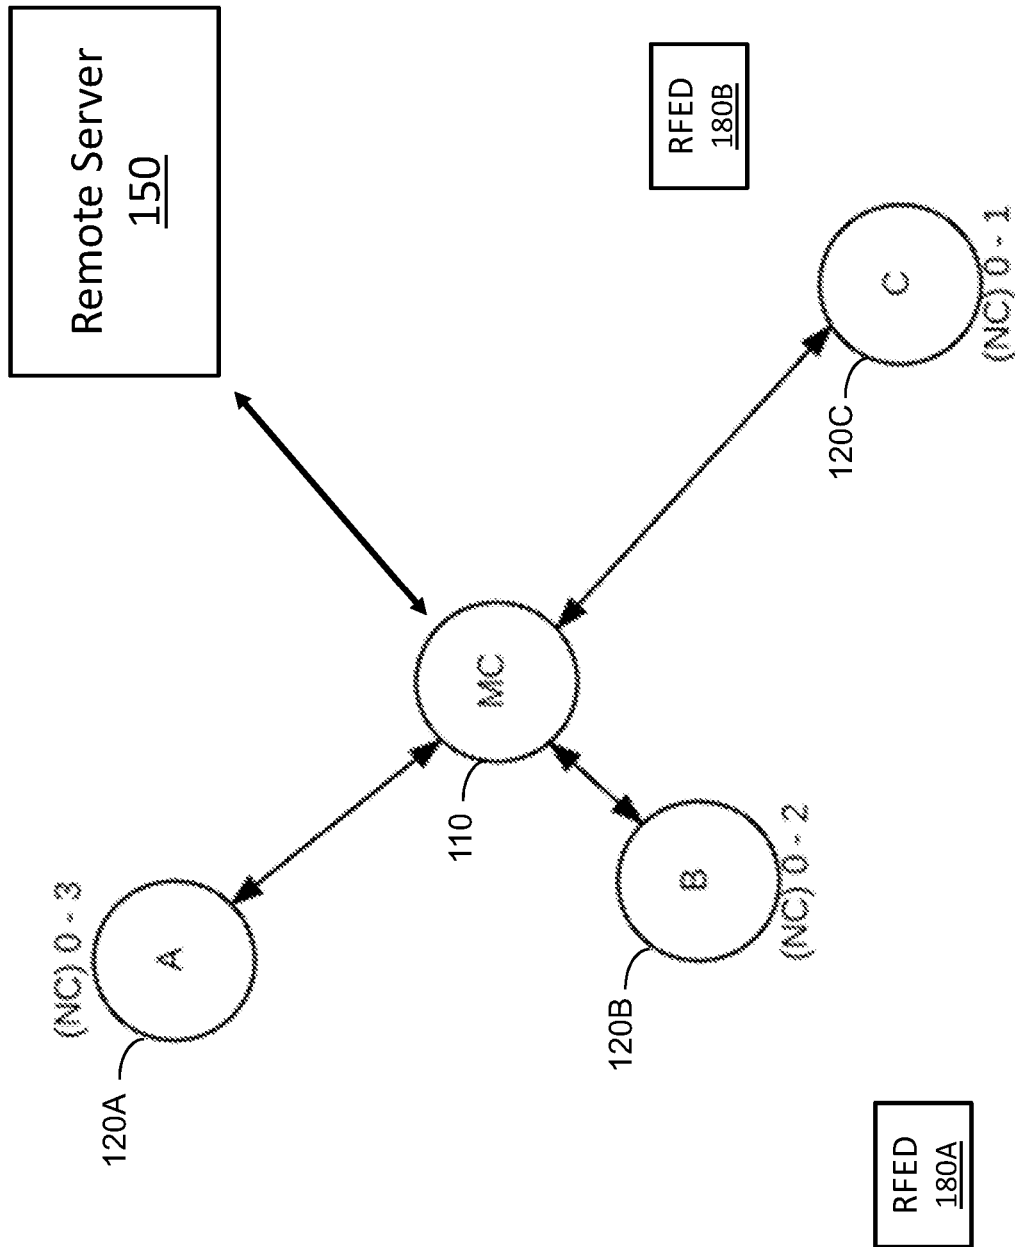 (NC) 0 - 3
Remote Server
150
120A
A
110
MC
120B
B
RFED
180B
(NC) 0 - 2
120C
C
RFED
180A
(NC) 0 - 1